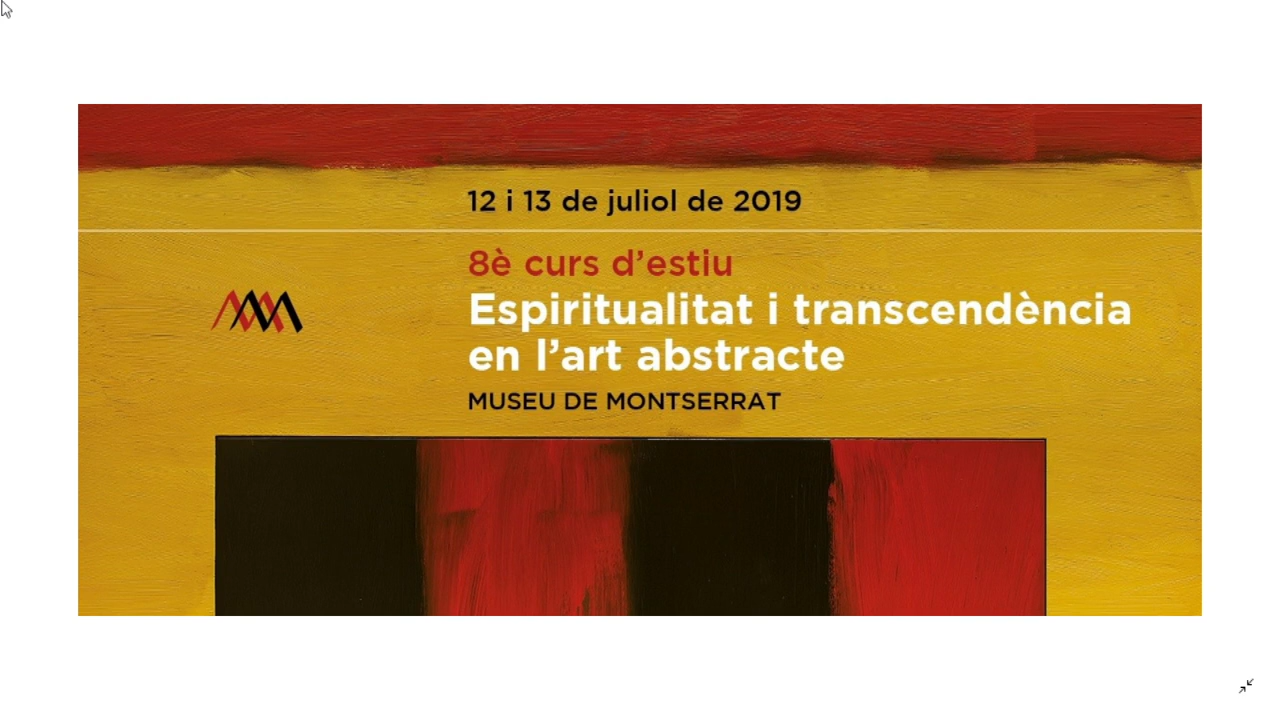 12 i 13 de juliol de 2019
8è curs d’estiu
Espiritualitat i transcendència
en l’art abstracte
MUSEU DE MONTSERRAT